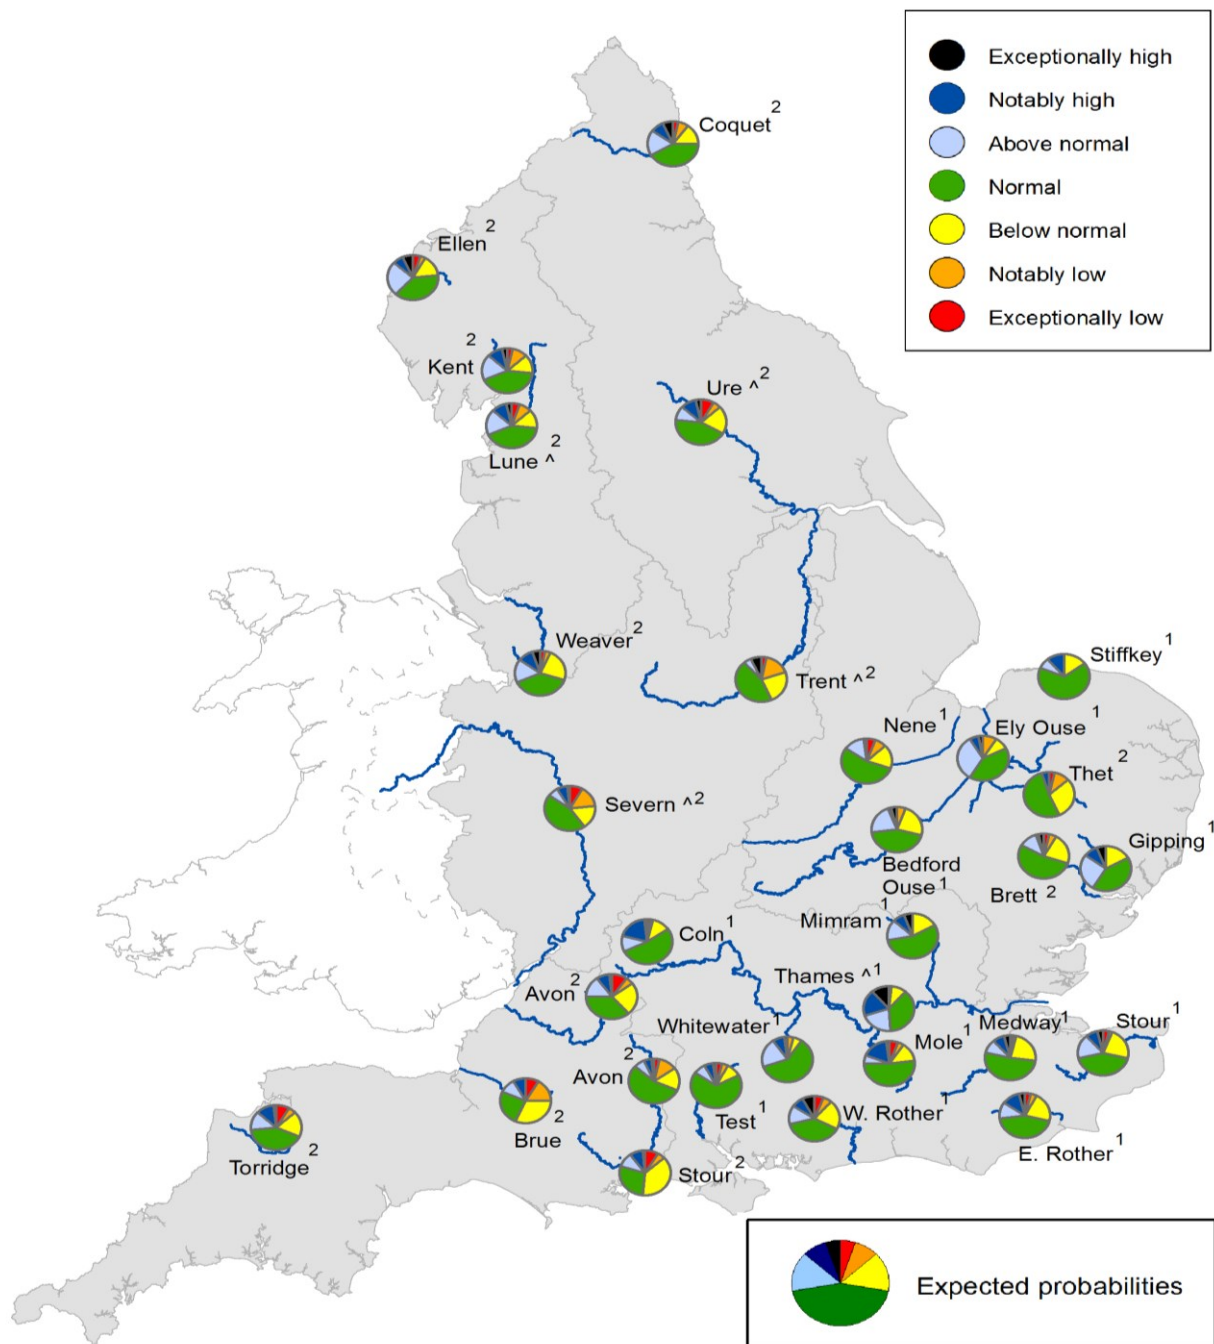 Exceptionally high
Notably high
Above normal
Normal
Below normal
Notably low
Exceptionally low
Coquet 2
Ellen 2
Kent 2
Lune ^ 2
Ure ^ 2
Weaver 2
Trent ^ 2
Stiffkey 1
Nene 1
Ely Ouse 1
Thet 2
Severn ^ 2
Bedford
Ouse 1
Gipping 1
Brett 2
Mimram 1
Coln 1
Thames ^ 1
Avon 2
Whitewater 1
Mole 1
Medway 1
Stour 1
Avon 2
Test 1
W. Rother 1
E. Rother 1
Brue 2
Torridge 2
Stour 2
Expected probabilities